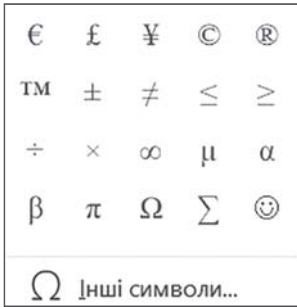 € £ ¥ © ®
™ ± ≠ ≤ ≥
÷ × ∞ µ α
β π Ω ∑ ☺
Ω Інші символи...